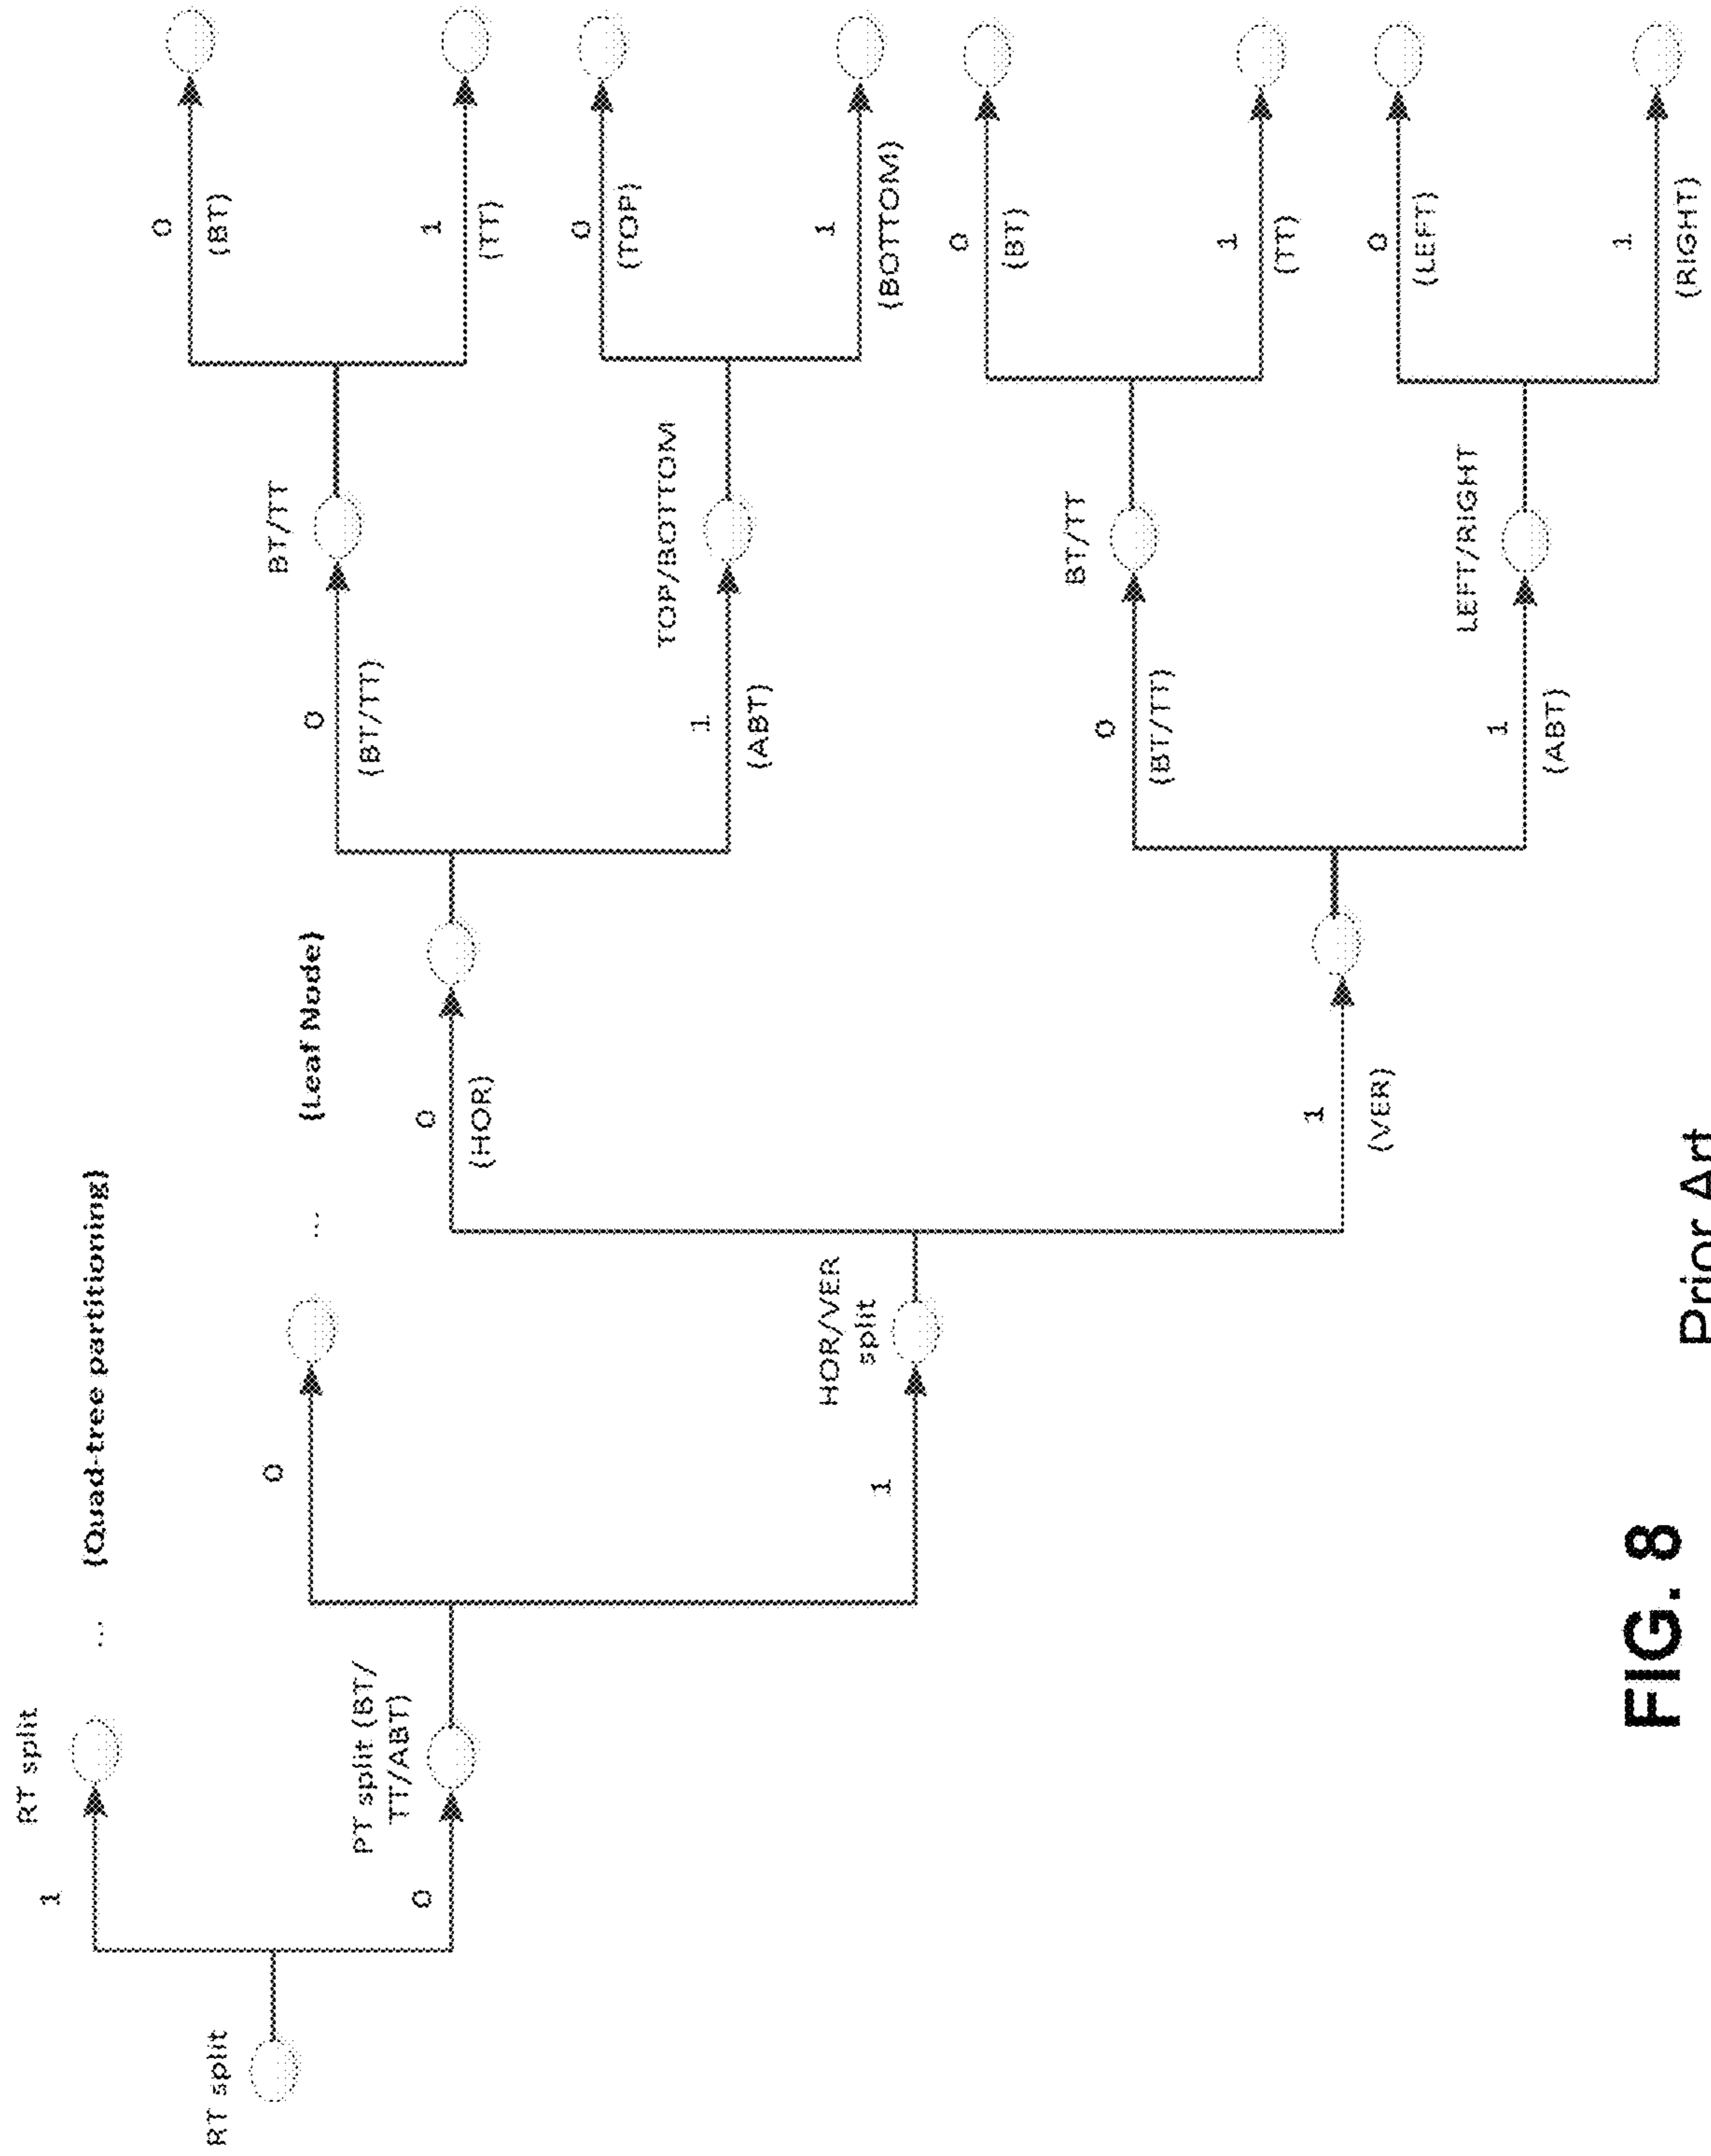 RT split
1
RT split
...
(Quad-tree partitioning)
0
PT split (BT/
TT/ABT)
0
...
(Leaf Node)
1
HOR/VER
split
0
(HOR)
1
(VER)
0
(BT/TT)
BT/TT
1
(ABT)
TOP/BOTTOM
0
(BT/TT)
BT/TT
1
(ABT)
LEFT/RIGHT
0
(BT)
1
(TT)
0
(TOP)
1
(BOTTOM)
0
(BT)
1
(TT)
0
(LEFT)
1
(RIGHT)
FIG. 8
Prior Art